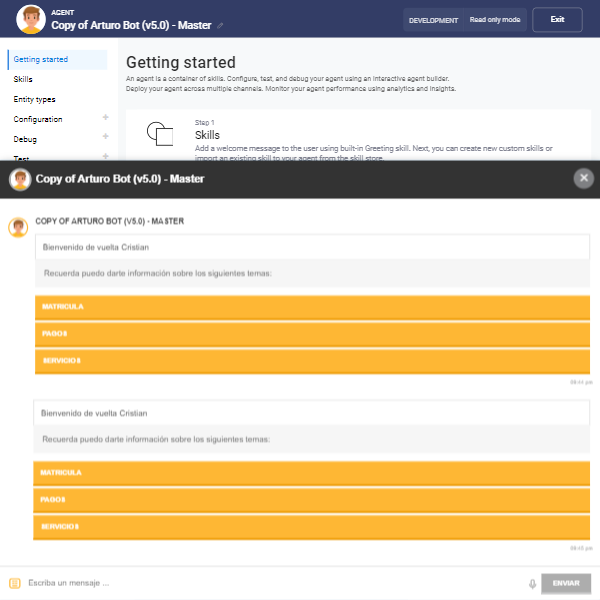 AGENT
Copy of Arturo Bot (v5.0) - Master
DEVELOPMENT
Read only mode
Exit
Getting started
Skills
Entity types
Configuration
Debug
Test
Getting started
An agent is a container of skills. Configure, test, and debug your agent using an interactive agent builder.
Deploy your agent across multiple channels. Monitor your agent performance using analytics and insights.
Step 1
Skills
Add a welcome message to the user using built-in Greeting skill. Next, you can create new custom skills or
import an existing skill to your agent from the skill store.
Copy of Arturo Bot (v5.0) - Master
COPY OF ARTURO BOT (V5.0) - MASTER
Bienvenido de vuelta Cristian
Recuerda puedo darte información sobre los siguientes temas:
MATRICULA
PAGOS
SERVICIOS
08:44 pm
Bienvenido de vuelta Cristian
Recuerda puedo darte información sobre los siguientes temas:
MATRICULA
PAGOS
SERVICIOS
08:45 pm
Escriba un mensaje ...
ENVIAR